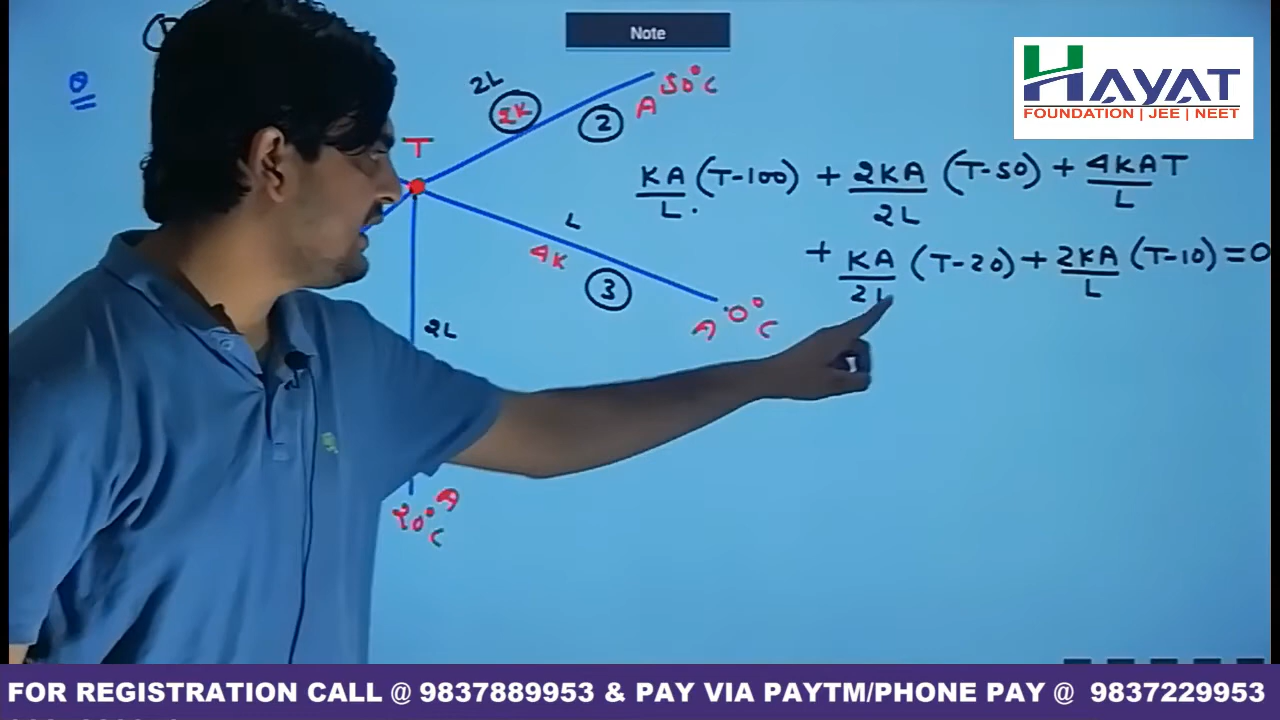 Note
HAYAT
FOUNDATION | JEE | NEET
Q
2L
2K
2
A 50°C
T
KA/L (T-100) + 2KA/2L (T-50) + 4KAT/L
+ KA/2L (T-20) + 2KA/L (T-10) = 0
L
4K
3
A 0°C
2L
20°C A
FOR REGISTRATION CALL @ 9837889953 & PAY VIA PAYTM/PHONE PAY @ 9837229953